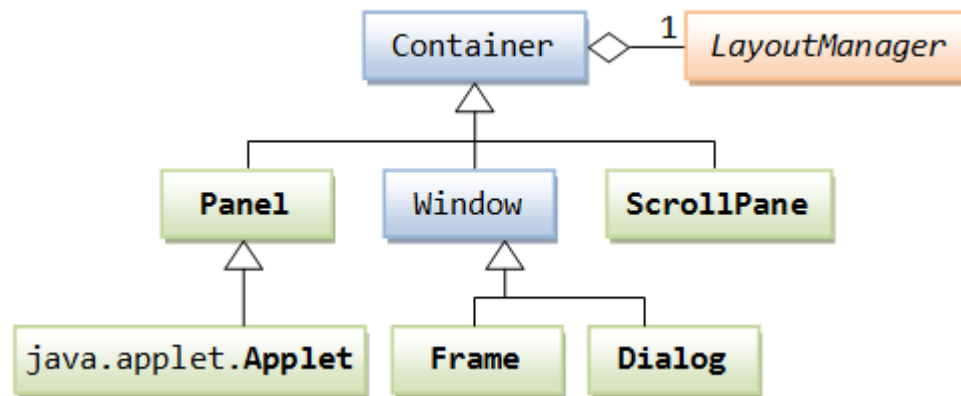 Container
1
LayoutManager
Panel
Window
ScrollPane
java.applet.Applet
Frame
Dialog